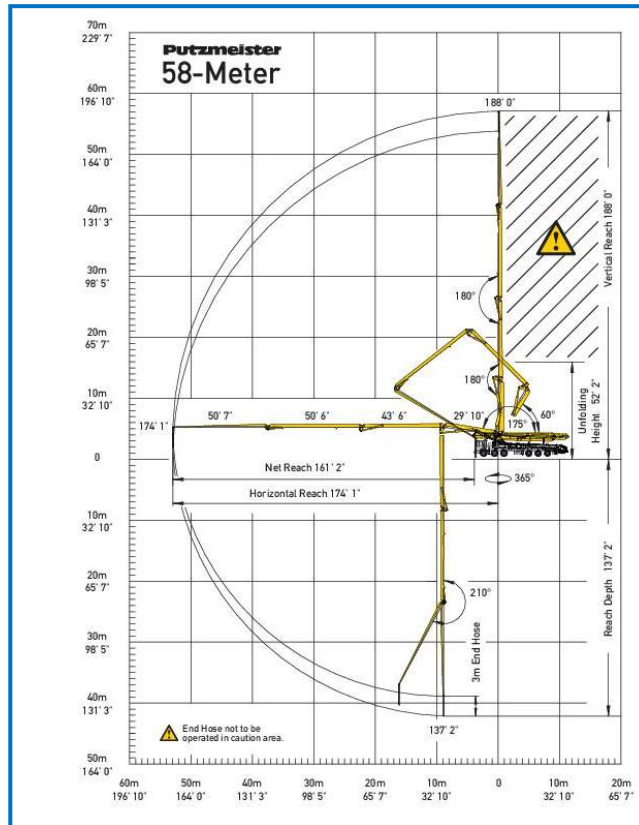 Putzmeister
58-Meter
70m
229' 7"
60m
196' 10"
50m
164' 0"
40m
131' 3"
30m
98' 5"
20m
65' 7"
10m
32' 10"
0
10m
32' 10"
20m
65' 7"
30m
98' 5"
40m
131' 3"
50m
164' 0"
188' 0"
Vertical Reach 188' 0"
180°
180°
Unfolding
Height 52' 2"
174' 1"
50' 7"
50' 6"
43' 6"
29' 10"
175°
60°
Net Reach 161' 2"
365°
Horizontal Reach 174' 1"
210°
Reach Depth 137' 2"
3m End Hose
137' 2"
End Hose not to be
operated in caution area.
60m 50m 40m 30m 20m 10m 0 10m 20m
196' 10" 164' 0" 131' 3" 98' 5" 65' 7" 32' 10" 32' 10" 65' 7"